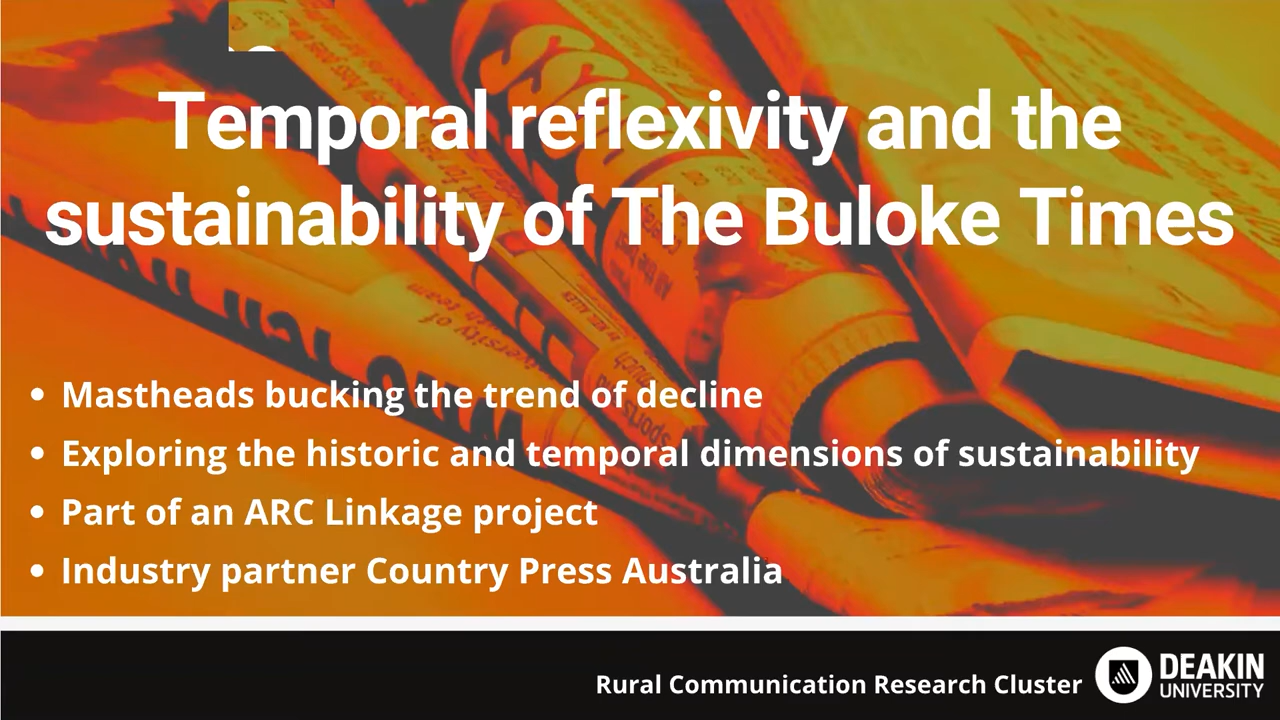 Temporal reflexivity and the
sustainability of The Buloke Times
• Mastheads bucking the trend of decline
• Exploring the historic and temporal dimensions of sustainability
• Part of an ARC Linkage project
• Industry partner Country Press Australia
Rural Communication Research Cluster
DEAKIN
UNIVERSITY